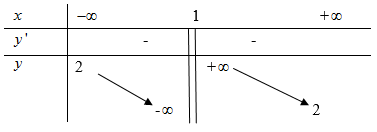 x -∞ 1 +∞
y' - -
y 2 +∞
-∞ 2